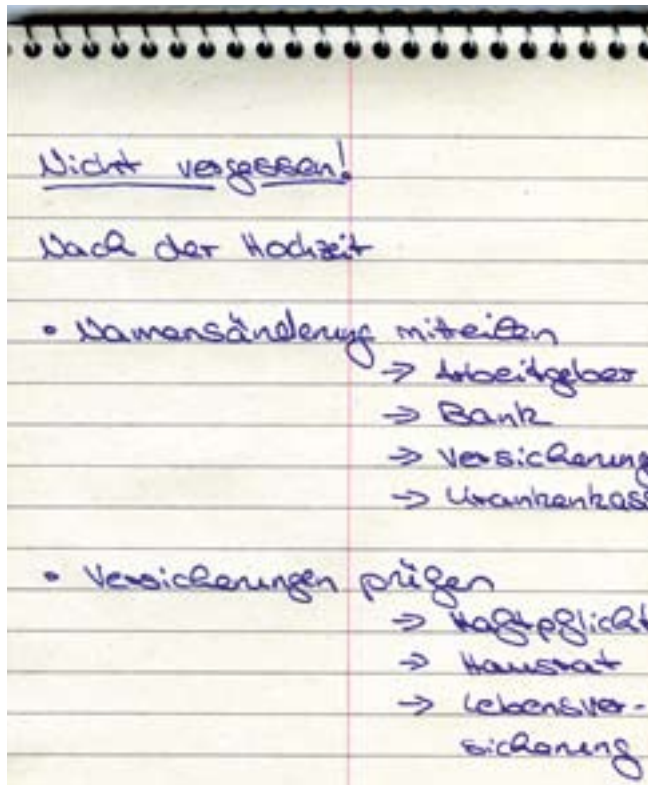 Nicht vergessen!
Nach der Hochzeit
• Namensänderung mitteilen
→ Arbeitgeber
→ Bank
→ Versicherung
→ Krankenkass
• Versicherungen prüfen
→ Haftpflicht
→ Hausrat
→ Lebensver-
sicherung